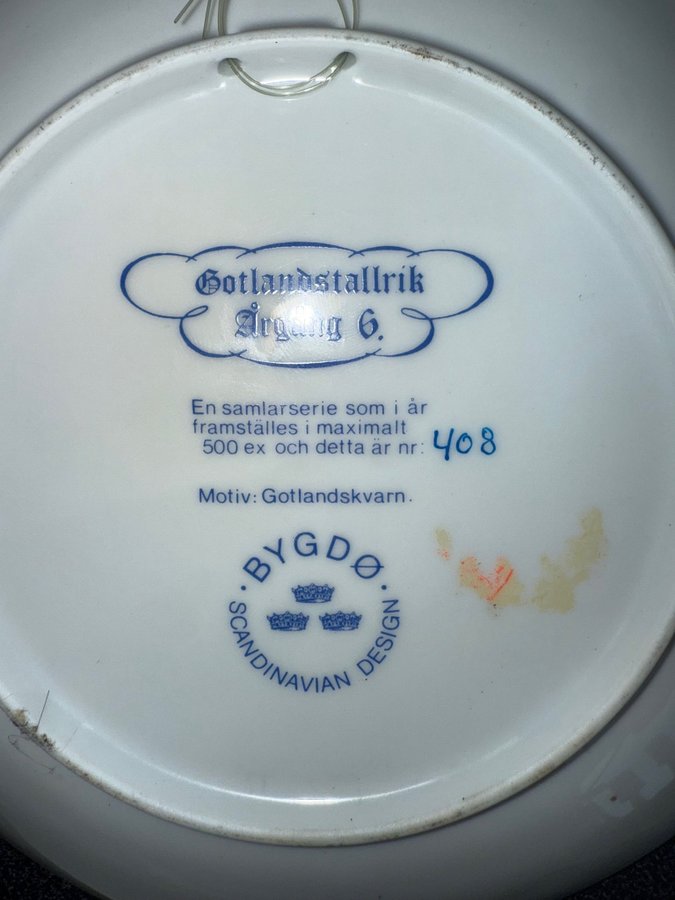 Gotlandstallrik
Årgång 6.
En samlarserie som i år
framställes i maximalt
500 ex och detta är nr: 408
Motiv: Gotlandskvarn.
· BYGDØ ·
SCANDINAVIAN DESIGN